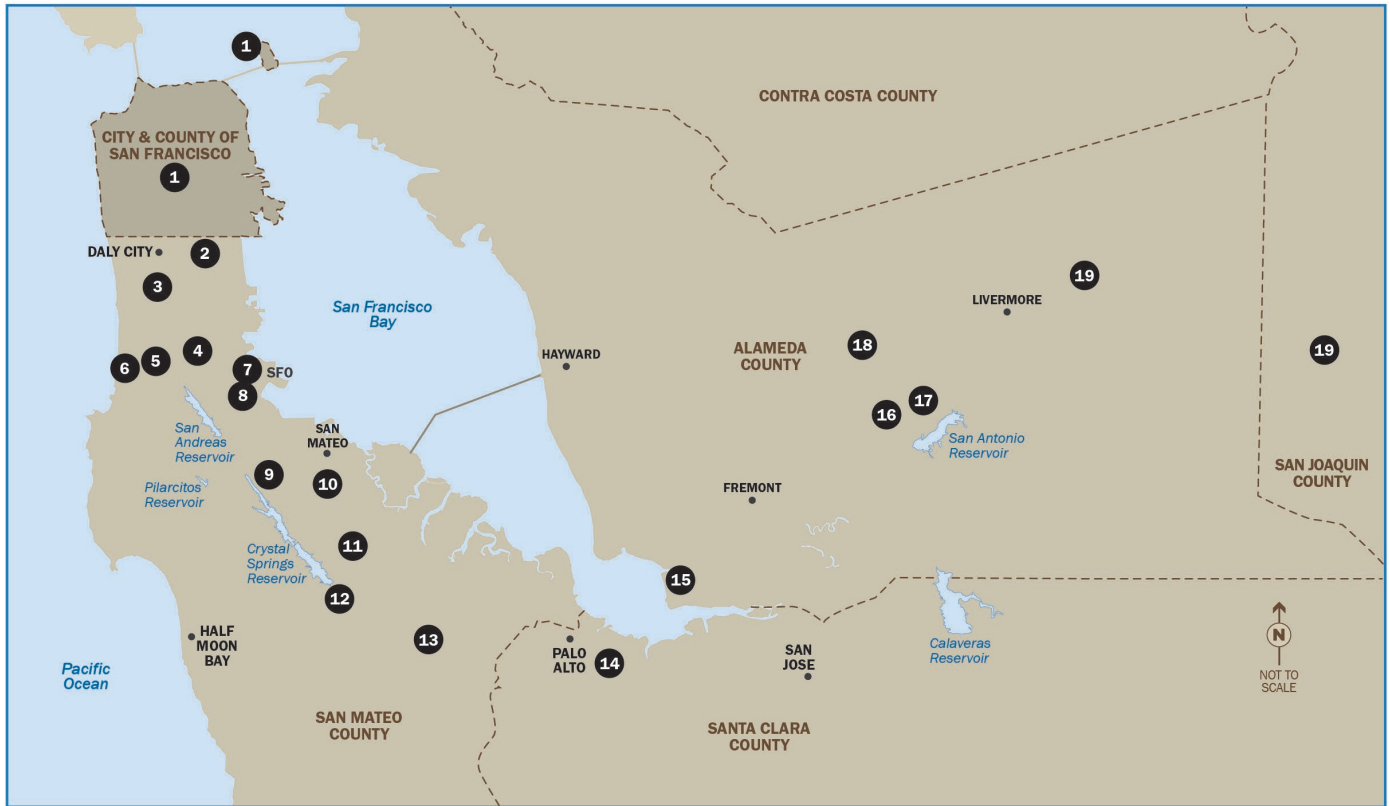 1
CONTRA COSTA COUNTY
CITY & COUNTY OF
SAN FRANCISCO
1
DALY CITY
2
3
19
LIVERMORE
San Francisco
Bay
4
5
6
7
SFO
8
HAYWARD
ALAMEDA
COUNTY
18
19
16
17
San
Andreas
Reservoir
SAN
MATEO
San Antonio
Reservoir
9
10
Pilarcitos
Reservoir
FREMONT
SAN JOAQUIN
COUNTY
Crystal
Springs
Reservoir
11
12
15
HALF
MOON
BAY
13
PALO
ALTO
14
SAN
JOSE
Calaveras
Reservoir
N
NOT TO
SCALE
Pacific
Ocean
SAN MATEO
COUNTY
SANTA CLARA
COUNTY